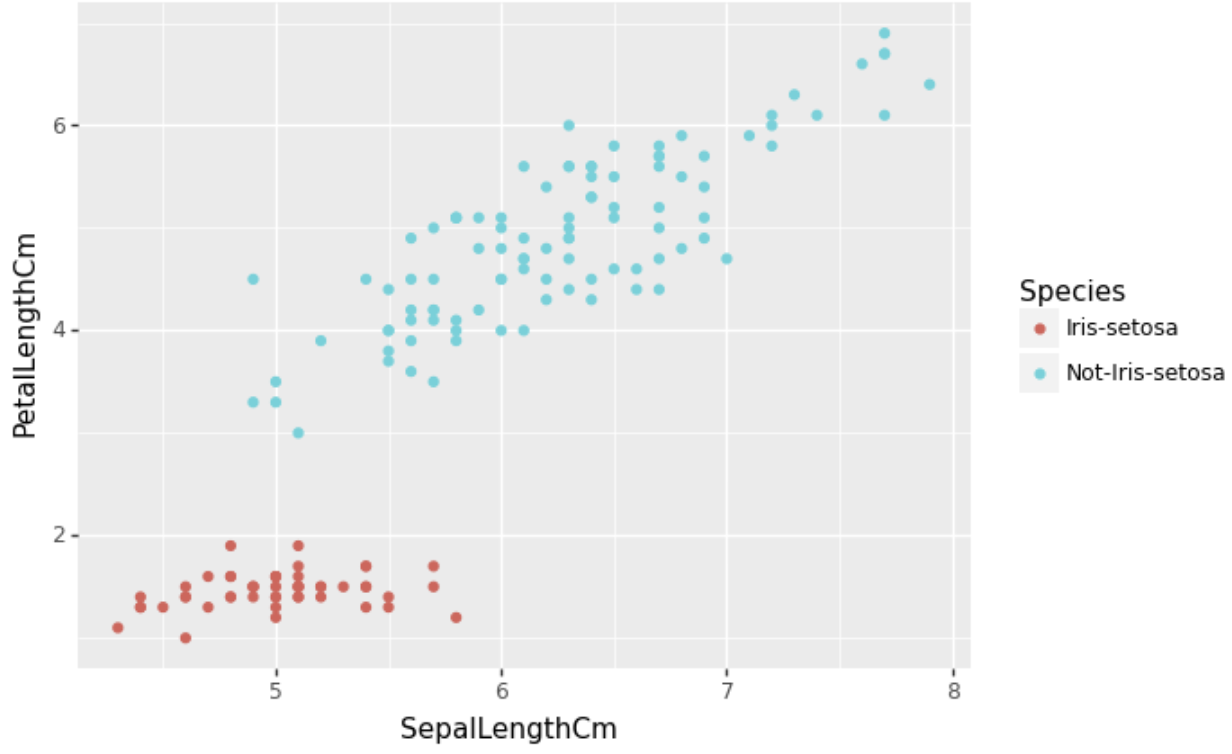 PetalLengthCm
6
4
2
5 6 7 8
SepalLengthCm
Species
Iris-setosa
Not-Iris-setosa